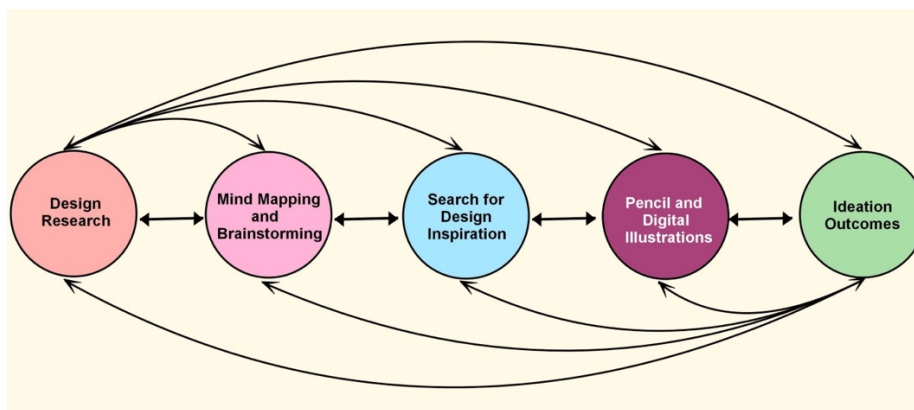 Design
Research
Mind Mapping
and
Brainstorming
Search for
Design
Inspiration
Pencil and
Digital
Illustrations
Ideation
Outcomes